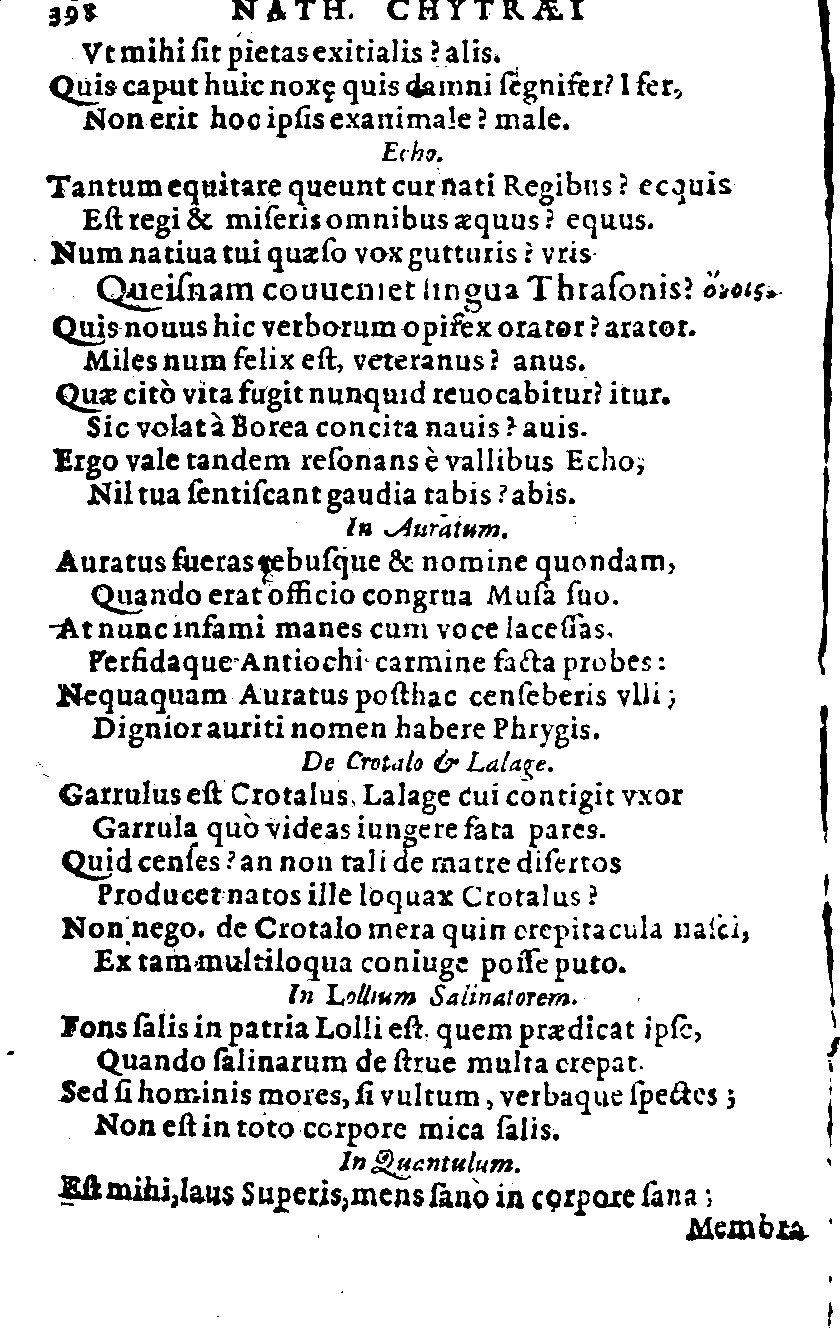 398 NATH. CHYTRÆI
Vt mihi ſit pietas exitialis? alis.
Quis caput huic noxę quis damni ſegnifer? I fer,
Non erit hoc ipſis exanimale? male.
Echo.
Tantum equitare queunt cur nati Regibus? ecquis
Eſt regi & miſeris omnibus æquus? equus.
Num natiua tui quæſo vox gutturis? vris
Queiſnam conueniet lingua Thraſonis? ὄνοις.
Quis nouus hic verborum opifex orator? arator.
Miles num felix eſt, veteranus? anus.
Quæ citò vita fugit nunquid reuocabitur? itur.
Sic volat à Borea concita nauis? auis.
Ergo vale tandem reſonans è vallibus Echo;
Nil tua ſentiſcant gaudia tabis? abis.
In Auratum.
Auratus fueras rebuſque & nomine quondam,
Quando erat officio congrua Muſa ſuo.
At nunc infami manes cum voce laceſſas,
Perfidaque Antiochi carmine facta probes:
Nequaquam Auratus poſthac cenſeberis vlli;
Dignior auriti nomen habere Phrygis.
De Crotalo & Lalage.
Garrulus eſt Crotalus, Lalage cui contigit vxor
Garrula quò videas iungere fata pares.
Quid cenſes? an non tali de matre diſertos
Producet natos ille loquax Crotalus?
Non nego. de Crotalo mera quin crepitacula naſci,
Ex tam multiloqua coniuge poſſe puto.
In Lollium Salinatorem.
Fons ſalis in patria Lolli eſt. quem prædicat ipſe,
Quando ſalinarum de ſtrue multa crepat.
Sed ſi hominis mores, ſi vultum, verbaque ſpectes;
Non eſt in toto corpore mica ſalis.
In Quantulum.
Eſt mihi, laus Superis, mens ſano in corpore ſana;
Membra